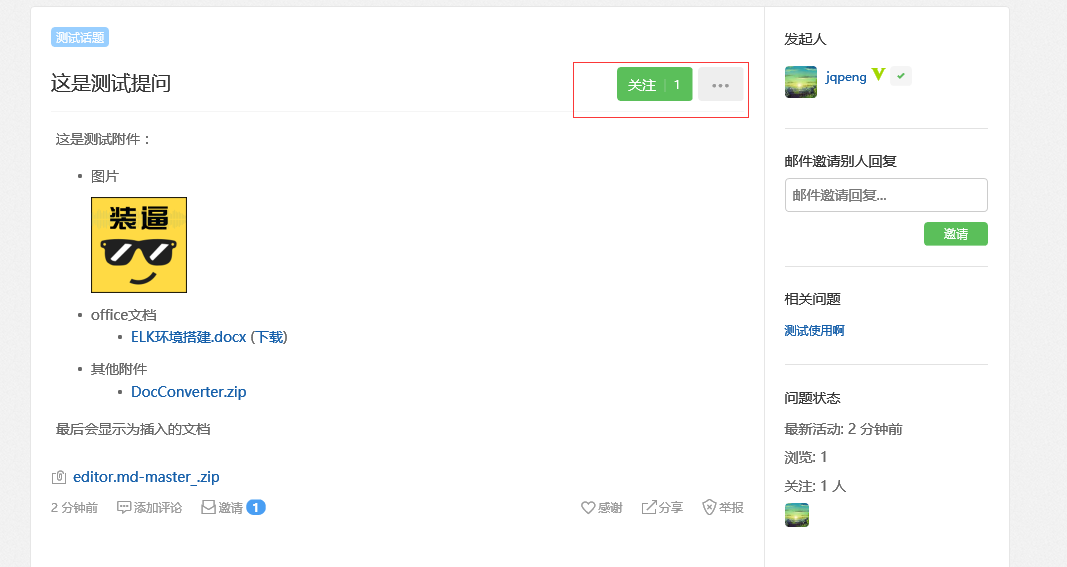 测试话题
这是测试提问
关注 | 1
...
这是测试附件：
• 图片
装逼
• office文档
• ELK环境搭建.docx (下载)
• 其他附件
• DocConverter.zip
最后会显示为插入的文档
editor.md-master_.zip
2 分钟前 添加评论 邀请 1 感谢 分享 举报
发起人
jqpeng
邮件邀请别人回复
邮件邀请回复...
邀请
相关问题
测试使用啊
问题状态
最新活动: 2 分钟前
浏览: 1
关注: 1 人